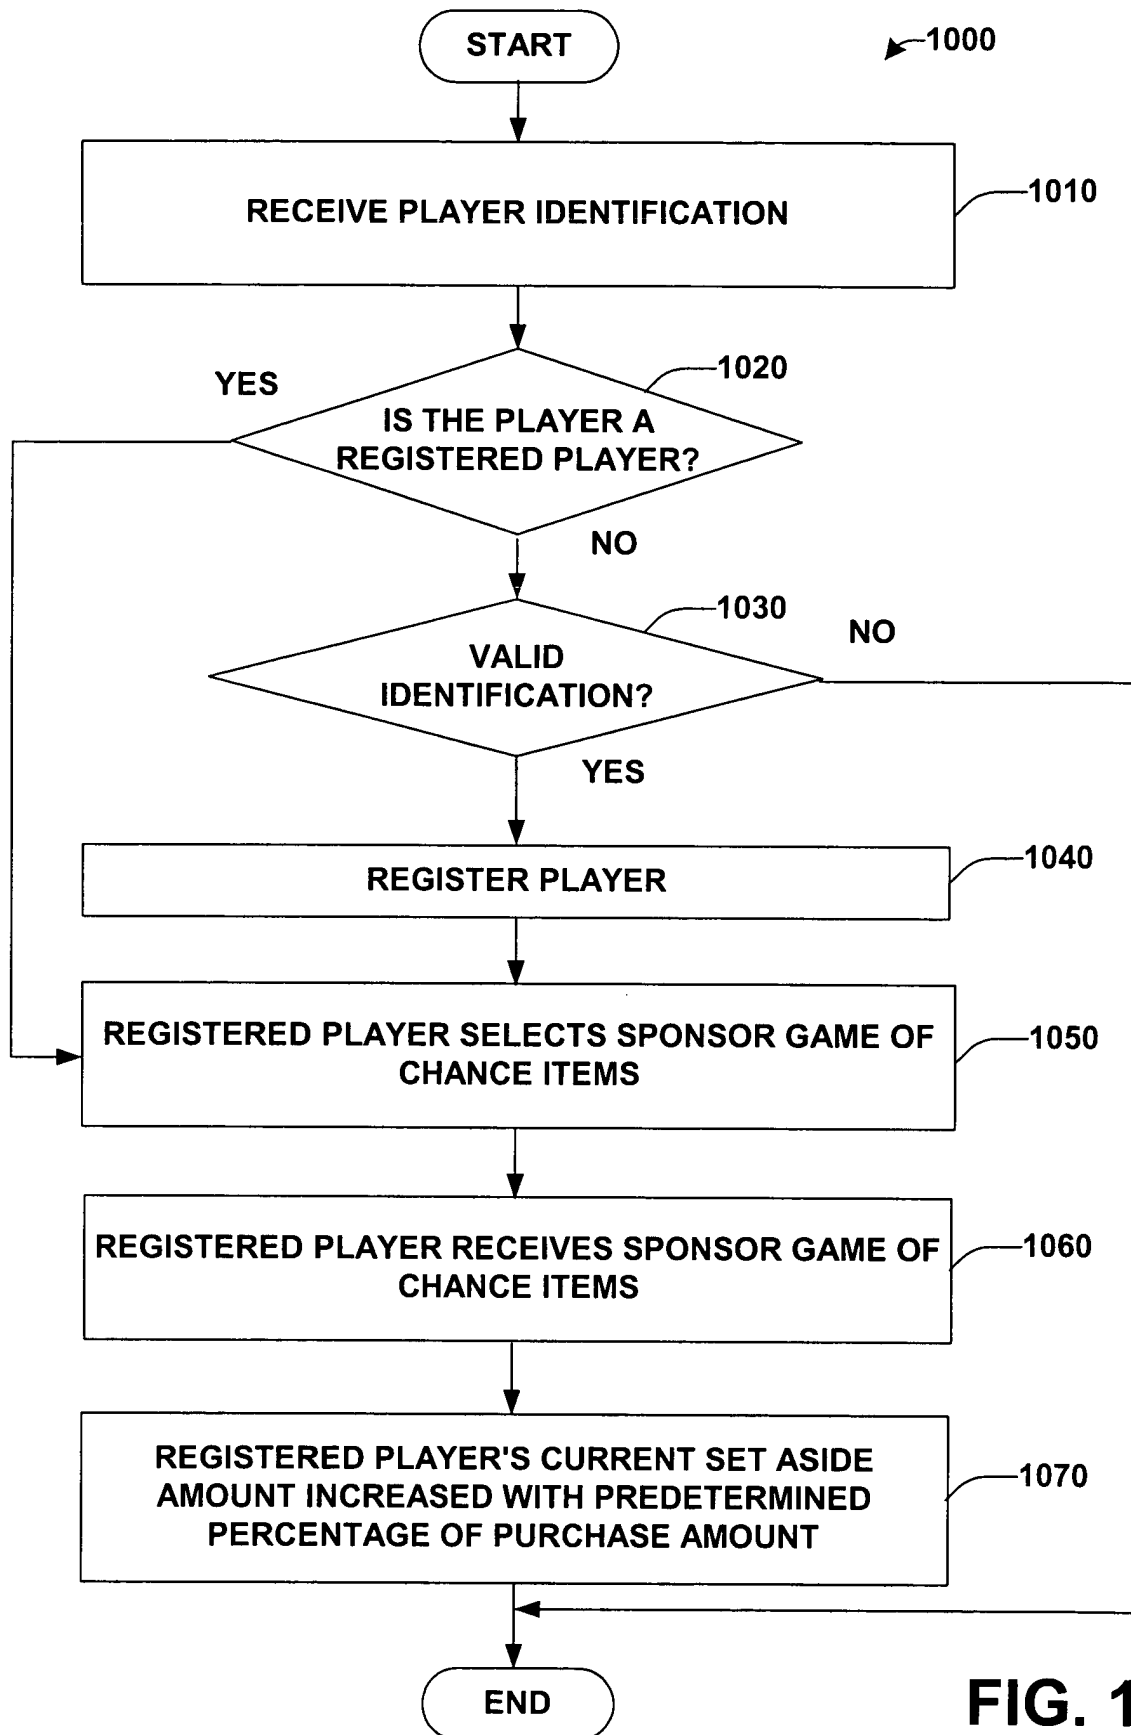 START
1000
RECEIVE PLAYER IDENTIFICATION
1010
1020
YES
IS THE PLAYER A
REGISTERED PLAYER?
NO
1030
NO
VALID
IDENTIFICATION?
YES
1040
REGISTER PLAYER
REGISTERED PLAYER SELECTS SPONSOR GAME OF
CHANCE ITEMS
1050
REGISTERED PLAYER RECEIVES SPONSOR GAME OF
CHANCE ITEMS
1060
REGISTERED PLAYER'S CURRENT SET ASIDE
AMOUNT INCREASED WITH PREDETERMINED
PERCENTAGE OF PURCHASE AMOUNT
1070
END
FIG. 1